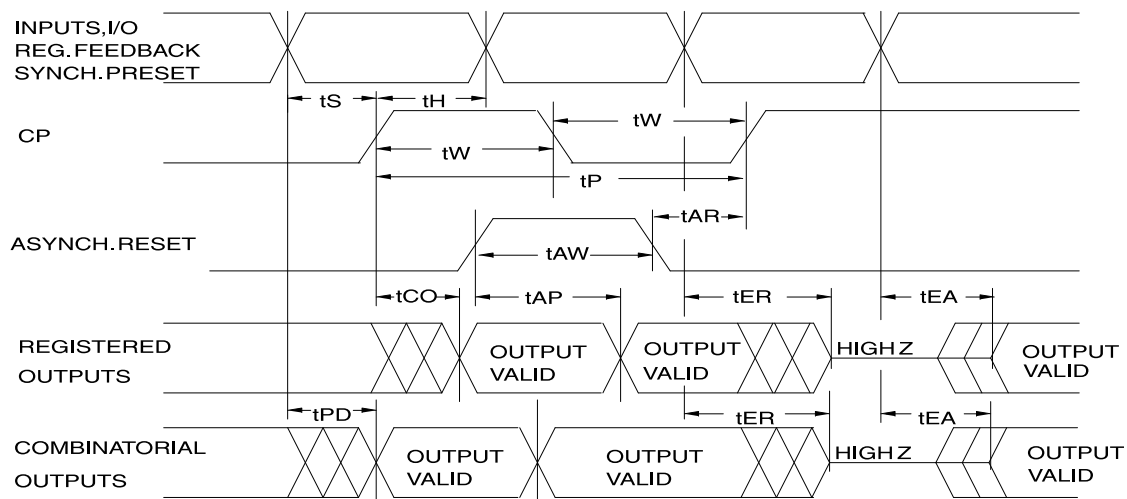 INPUTS,I/O
REG.FEEDBACK
SYNCH.PRESET
tS
tH
CP
tW
tW
tP
tAR
ASYNCH.RESET
tAW
tCO
tAP
tER
tEA
REGISTERED
OUTPUTS
OUTPUT
VALID
OUTPUT
VALID
HIGH Z
OUTPUT
VALID
tPD
tER
tEA
COMBINATORIAL
OUTPUTS
OUTPUT
VALID
OUTPUT
VALID
HIGH Z
OUTPUT
VALID